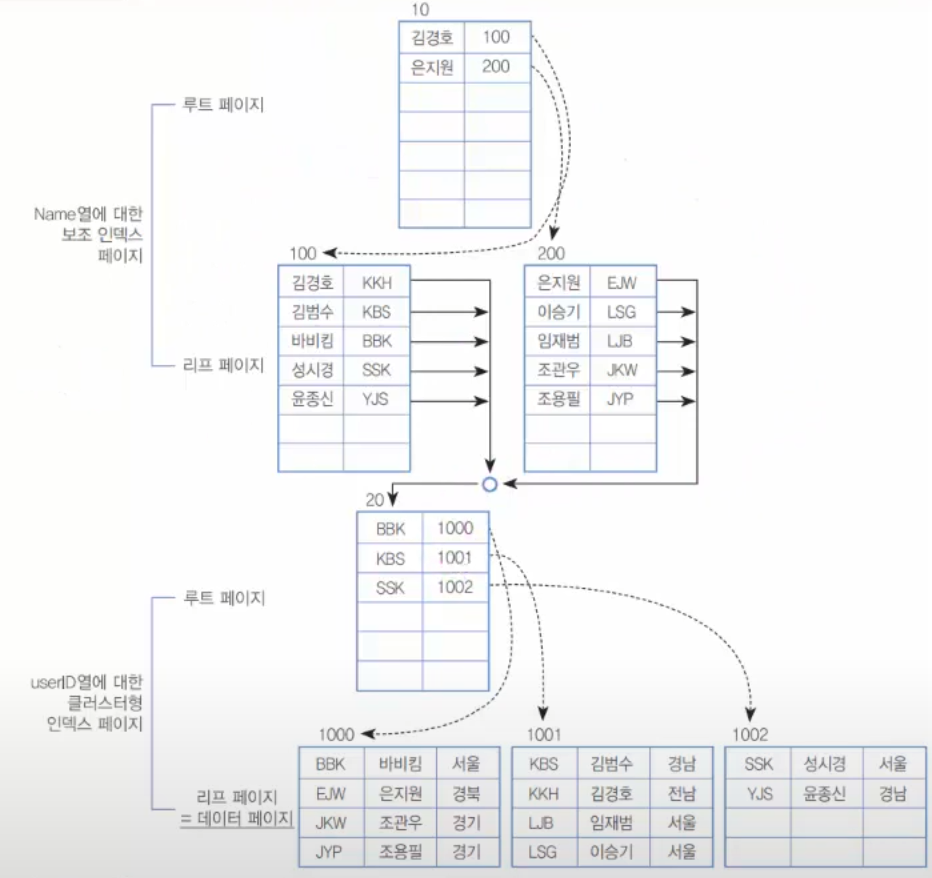 10
김경호 100
은지원 200
루트 페이지
Name열에 대한
보조 인덱스
페이지
리프 페이지
100
김경호 KKH
김범수 KBS
바비킴 BBK
성시경 SSK
윤종신 YJS
200
은지원 EJW
이승기 LSG
임재범 LJB
조관우 JKW
조용필 JYP
20
BBK 1000
KBS 1001
SSK 1002
루트 페이지
userID열에 대한
클러스터형
인덱스 페이지
리프 페이지
= 데이터 페이지
1000
BBK 바비킴 서울
EJW 은지원 경북
JKW 조관우 경기
JYP 조용필 경기
1001
KBS 김범수 경남
KKH 김경호 전남
LJB 임재범 서울
LSG 이승기 서울
1002
SSK 성시경 서울
YJS 윤종신 경남